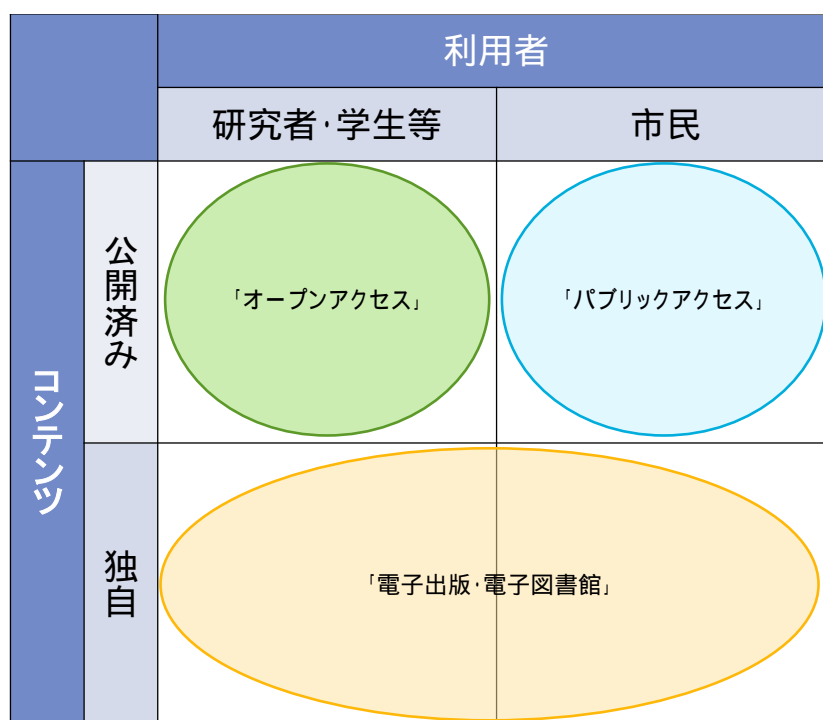 利用者
研究者・学生等
市民
コンテンツ
公開済み
「オープンアクセス」
「パブリックアクセス」
独自
「電子出版・電子図書館」